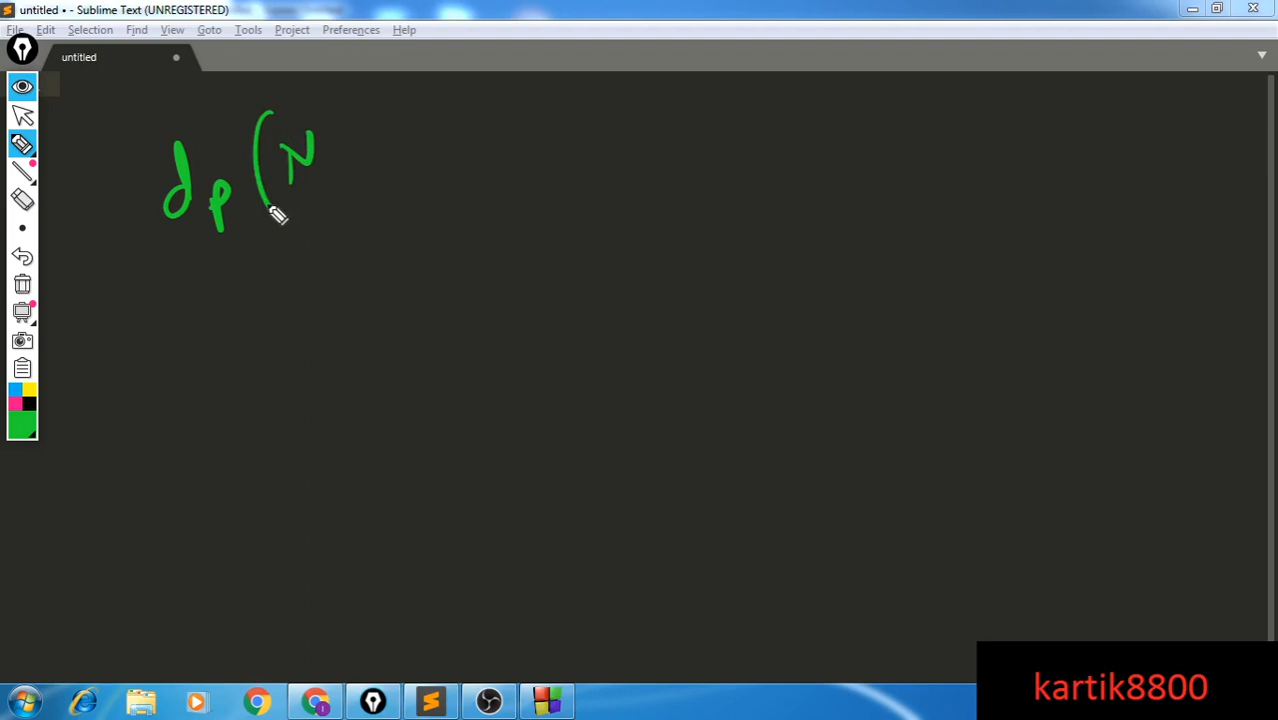 untitled • - Sublime Text (UNREGISTERED)
File Edit Selection Find View Goto Tools Project Preferences Help
untitled
dp (N
kartik8800